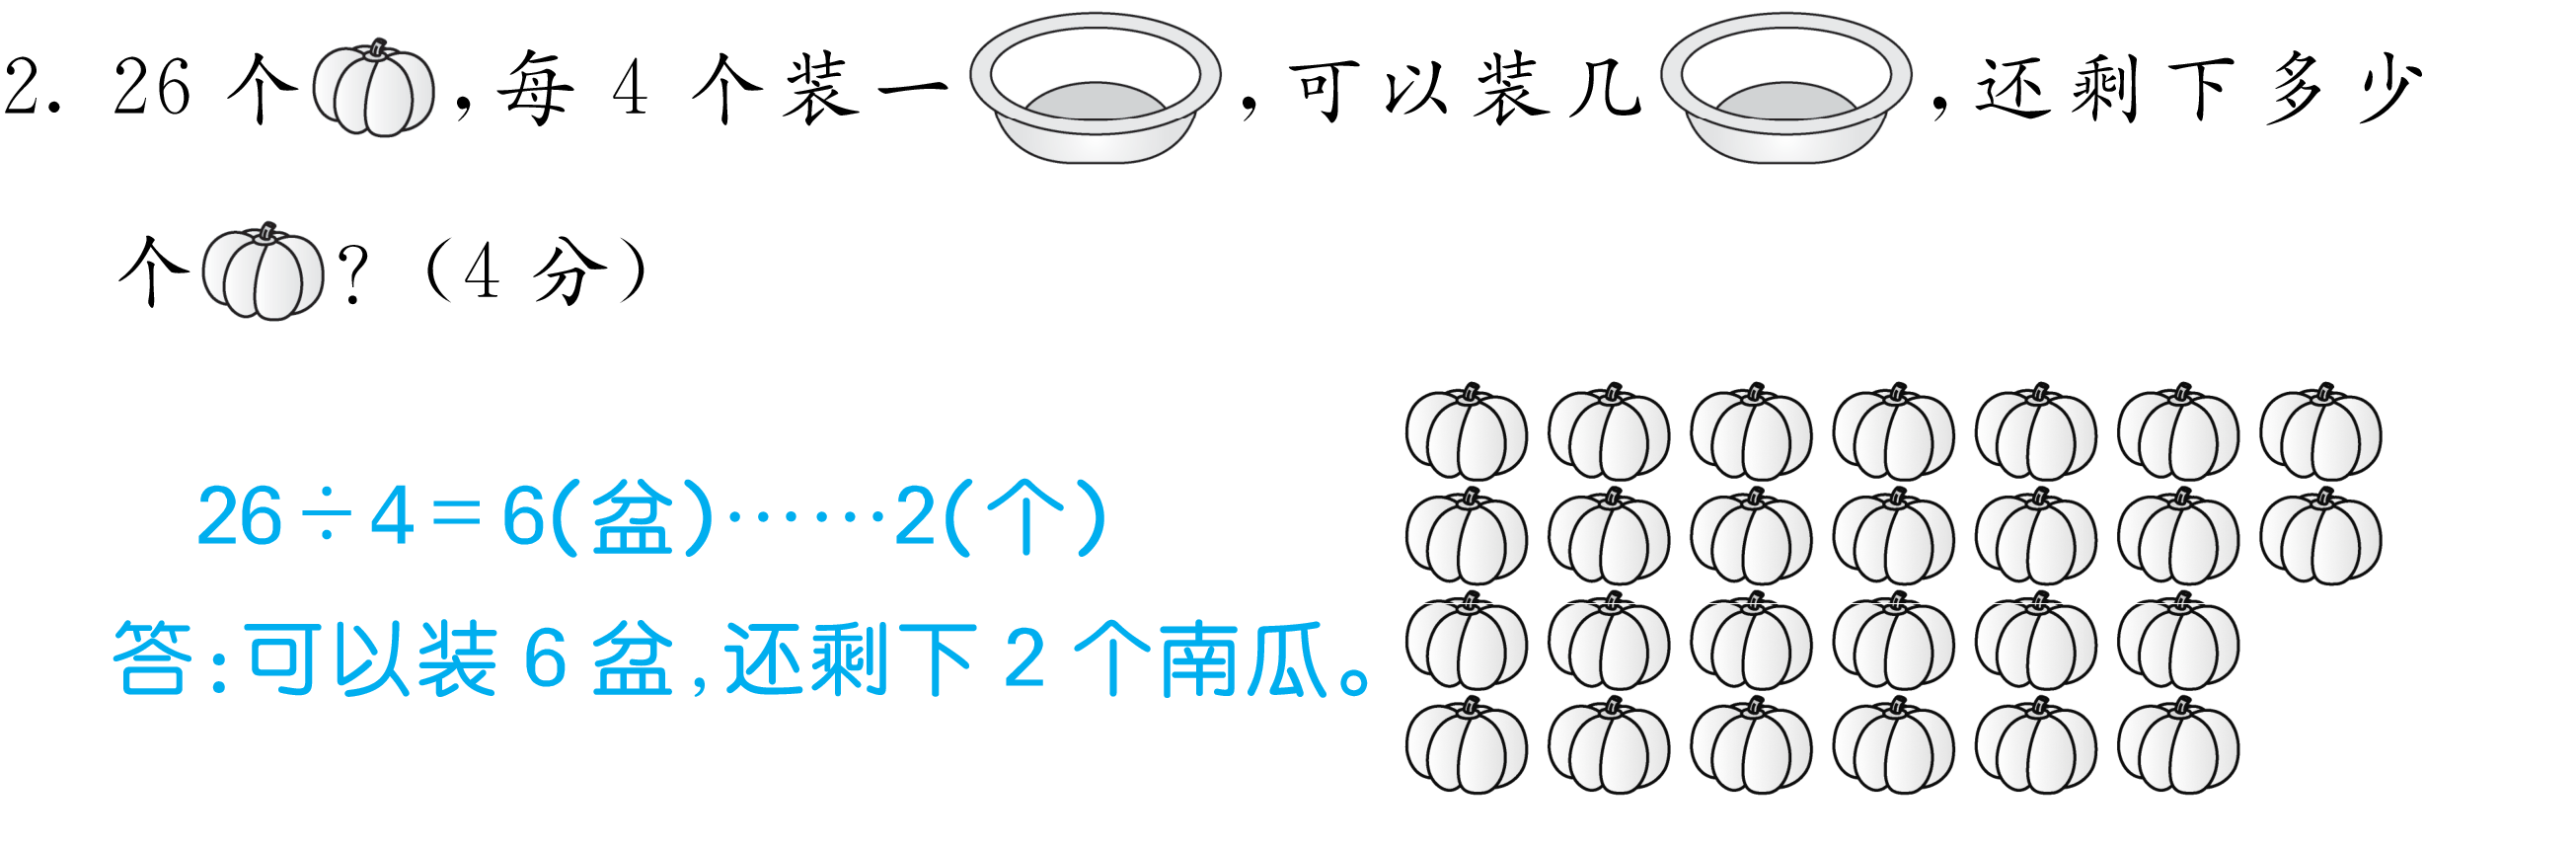 2. 26 个,每 4 个装一,可以装几,还剩下多少
个?(4 分)
26÷4=6(盆)……2(个)
答:可以装 6 盆,还剩下 2 个南瓜。